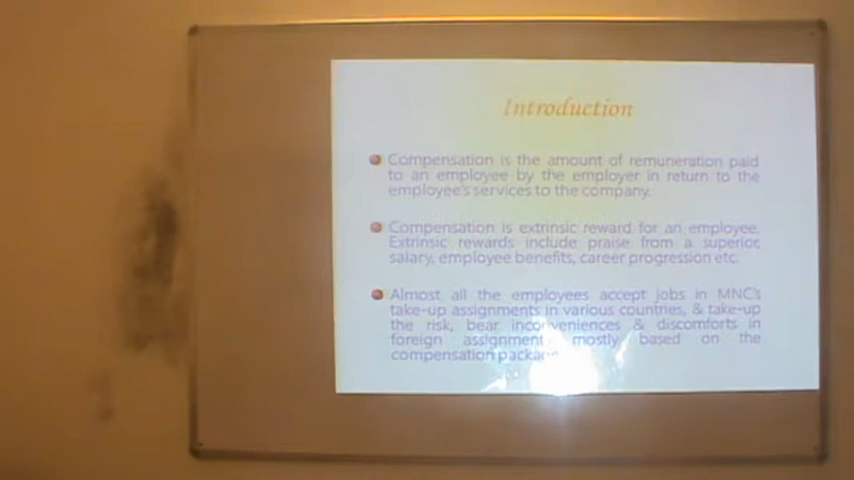 Introduction
Compensation is the amount of remuneration paid
to an employee by the employer in return to the
employee's services to the company.
Compensation is extrinsic reward for an employee.
Extrinsic rewards include praise from a superior,
salary, employee benefits, career progression etc.
Almost all the employees accept jobs in MNC's
take-up assignments in various countries, & take-up
the risk, bear inconveniences & discomforts in
foreign assignments mostly based on the
compensation package